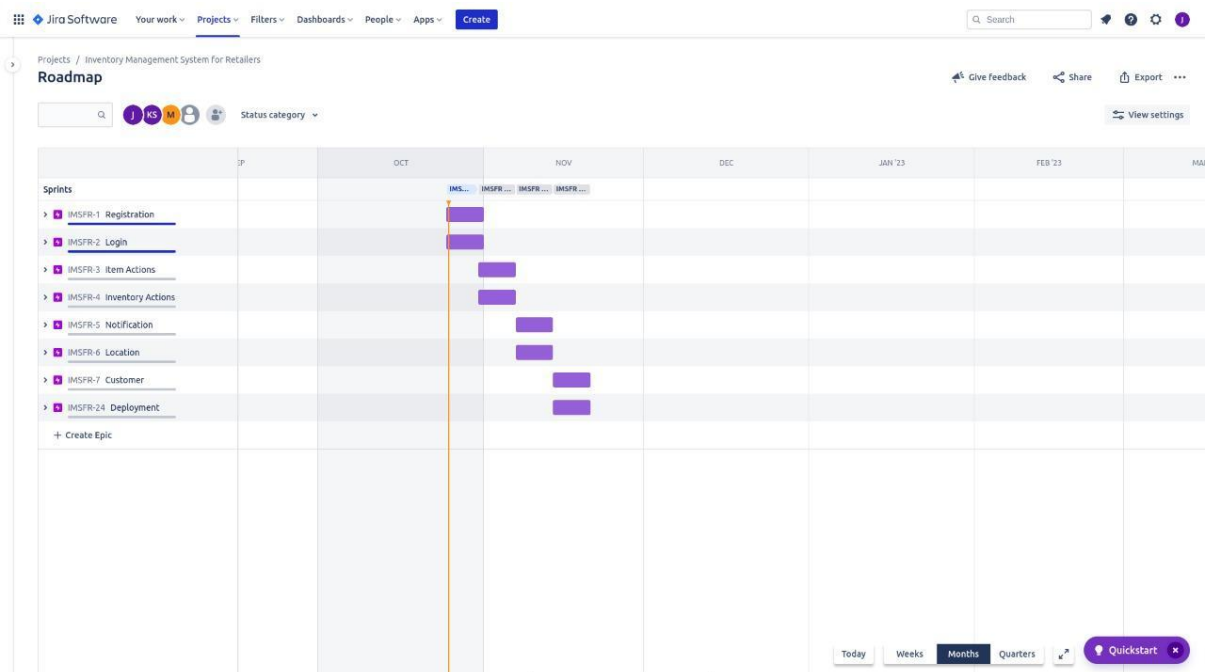 Jira Software Your work Projects Filters Dashboards People Apps Create Search J
Projects / Inventory Management System for Retailers
Roadmap
Give feedback Share Export
J KS M Status category View settings
EP OCT NOV DEC JAN '23 FEB '23 MA
Sprints IMS... IMSFR ... IMSFR ... IMSFR ...
IMSFR-1 Registration
IMSFR-2 Login
IMSFR-3 Item Actions
IMSFR-4 Inventory Actions
IMSFR-5 Notification
IMSFR-6 Location
IMSFR-7 Customer
IMSFR-24 Deployment
+ Create Epic
Today Weeks Months Quarters Quickstart